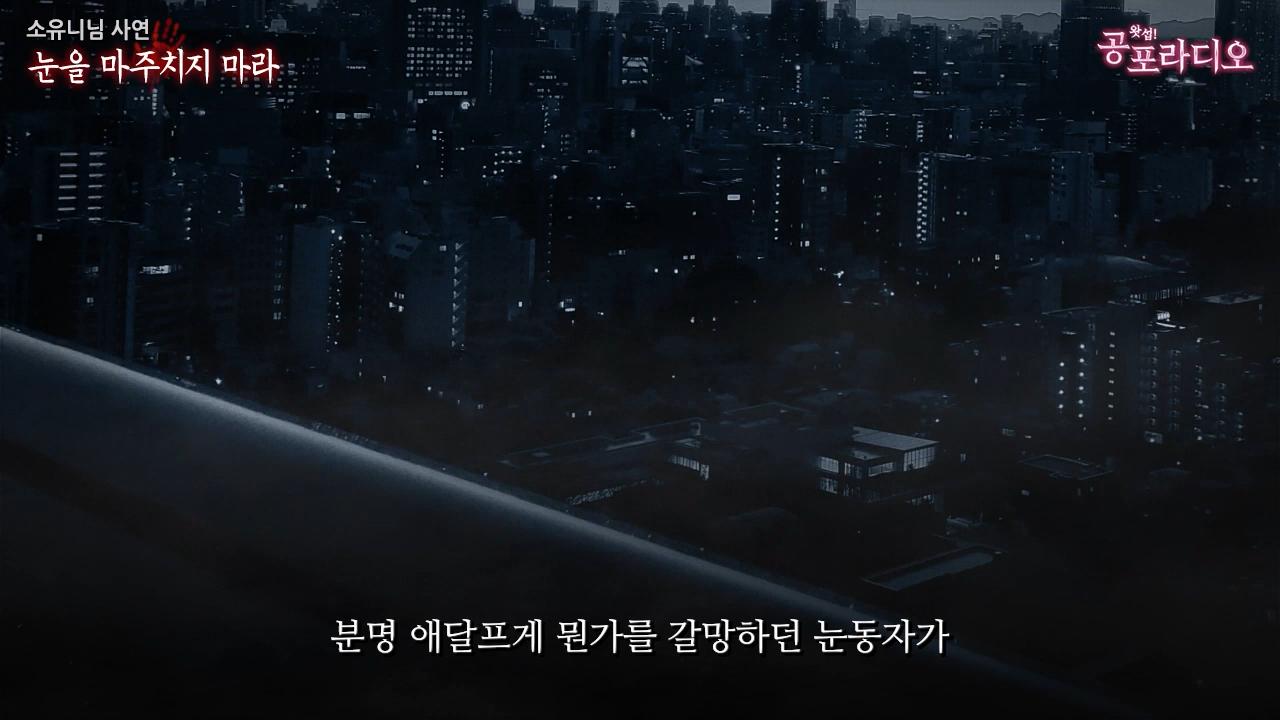 소유니님 사연
눈을 마주치지 마라
왓섭!
공포라디오
분명 애달프게 뭔가를 갈망하던 눈동자가